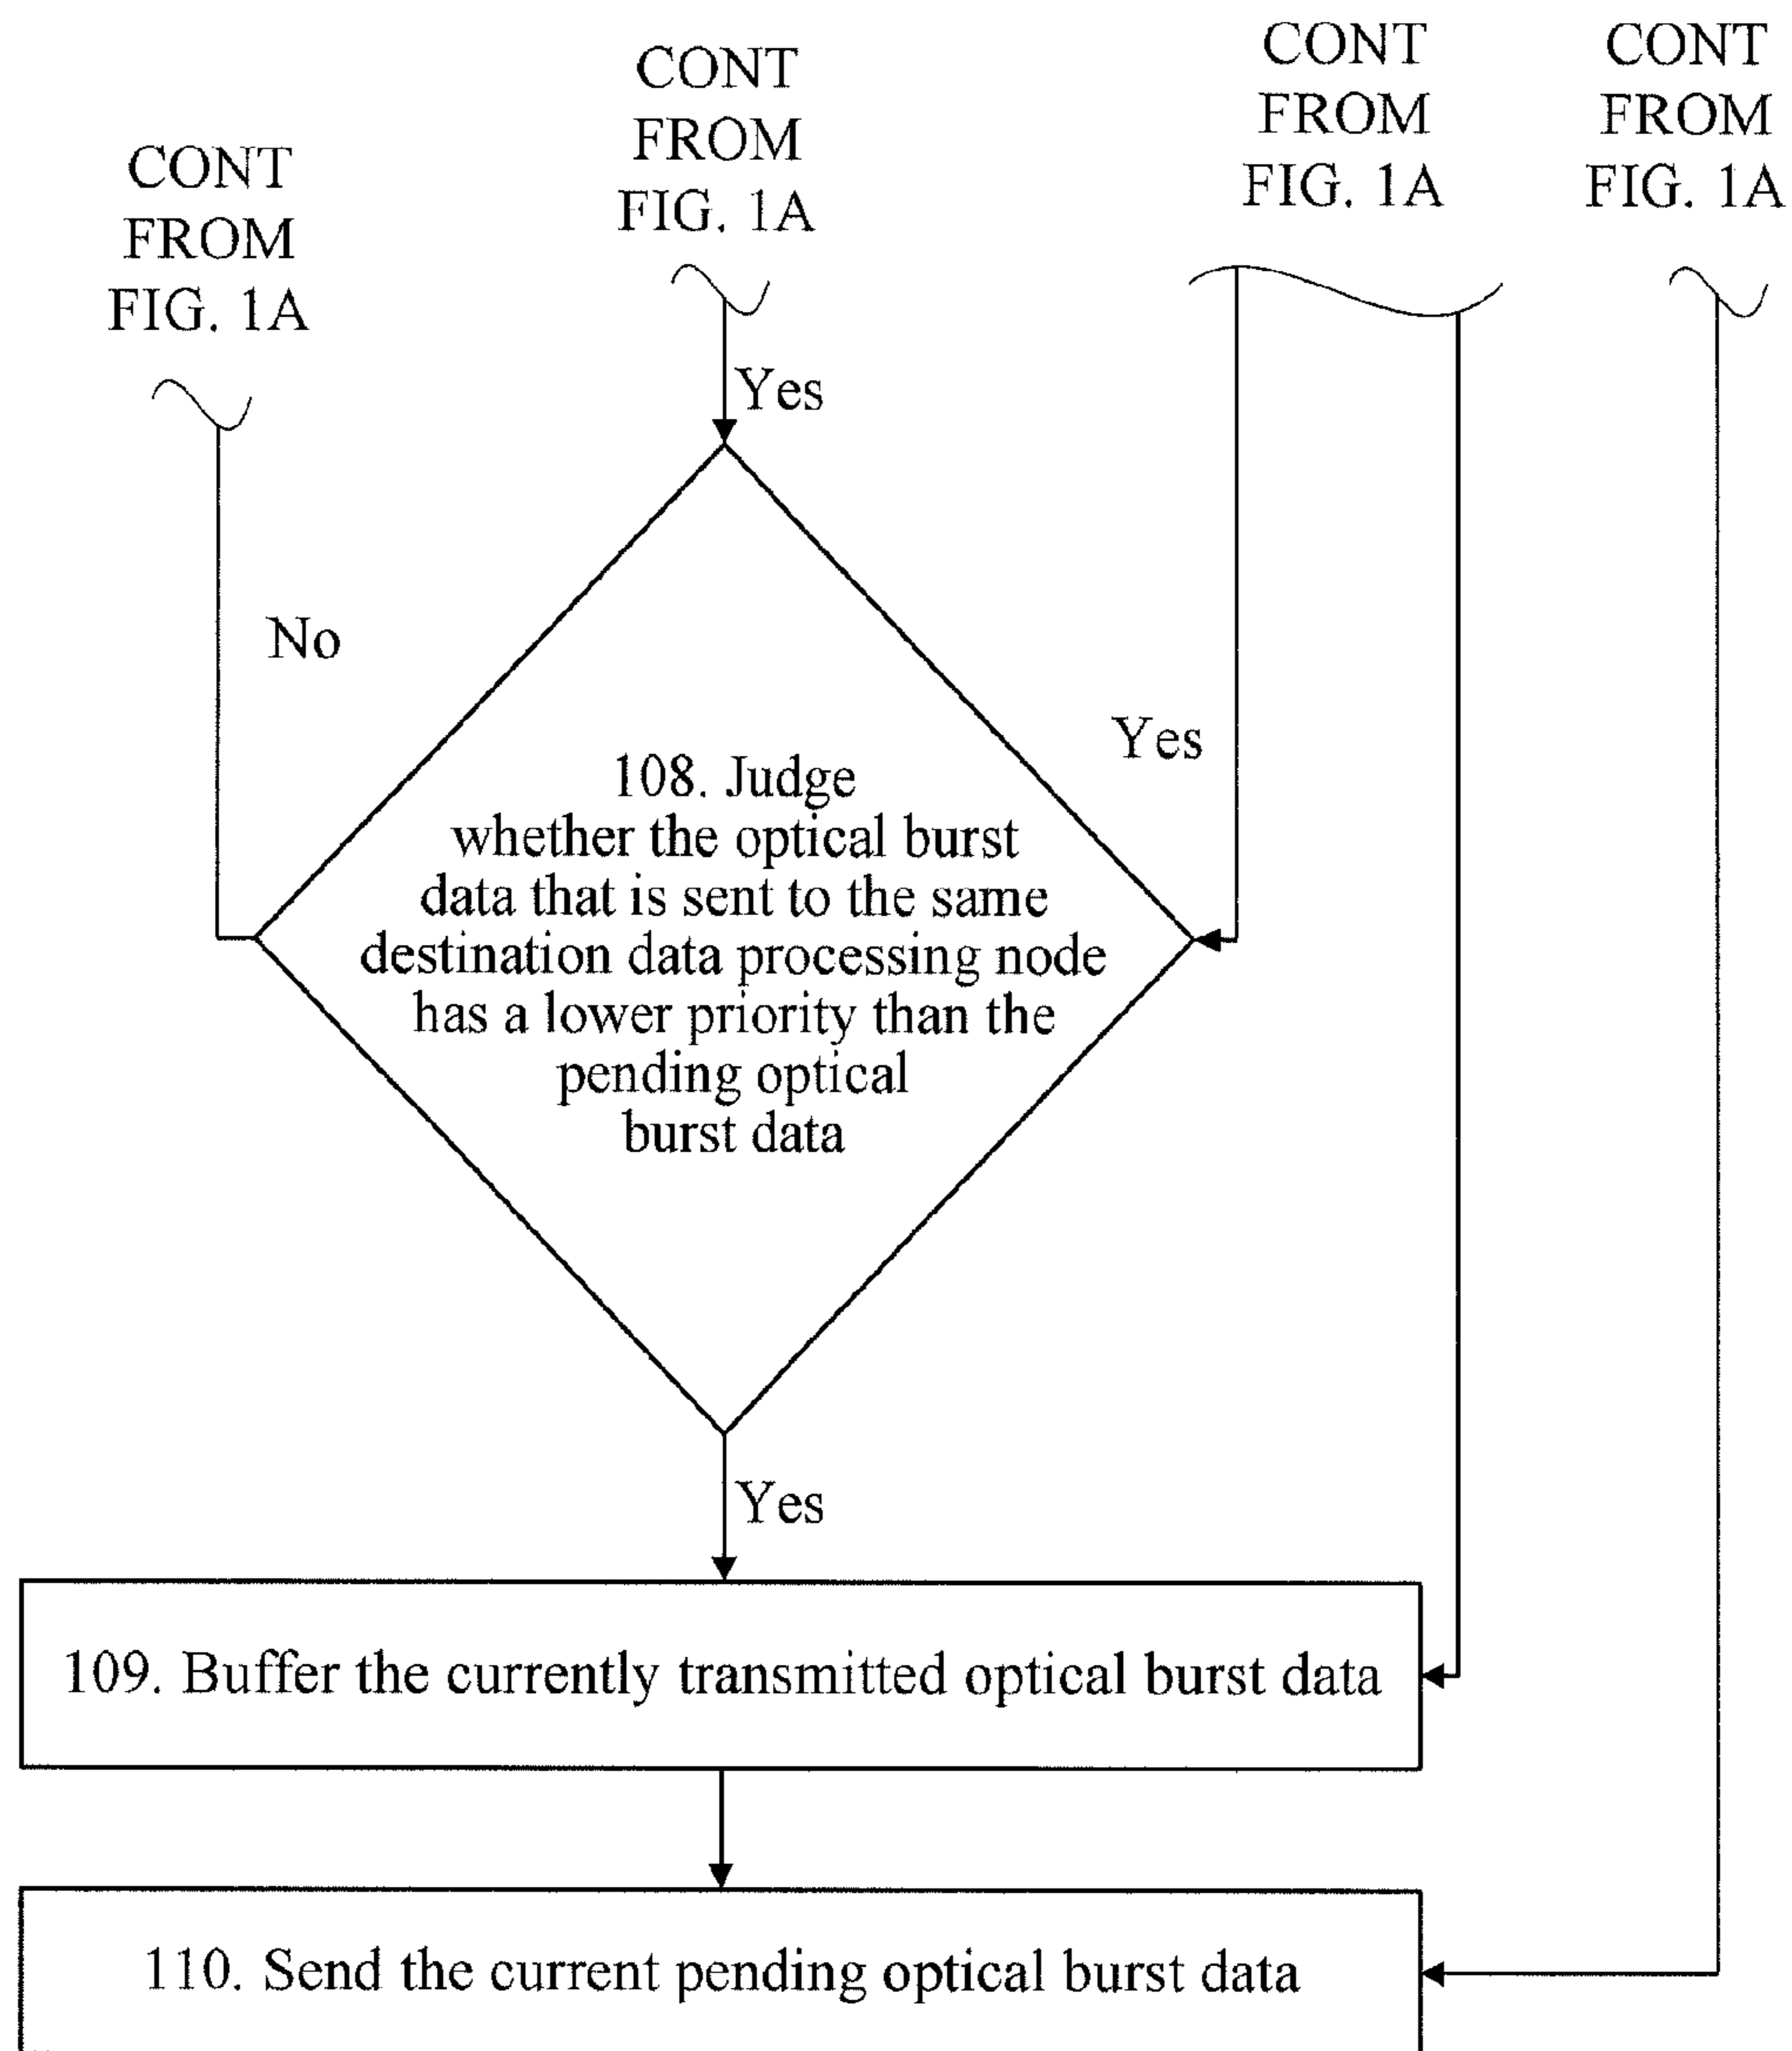 CONT
FROM
FIG. 1A
CONT
FROM
FIG. 1A
CONT
FROM
FIG. 1A
CONT
FROM
FIG. 1A
Yes
No
Yes
108. Judge
whether the optical burst
data that is sent to the same
destination data processing node
has a lower priority than the
pending optical
burst data
Yes
109. Buffer the currently transmitted optical burst data
110. Send the current pending optical burst data